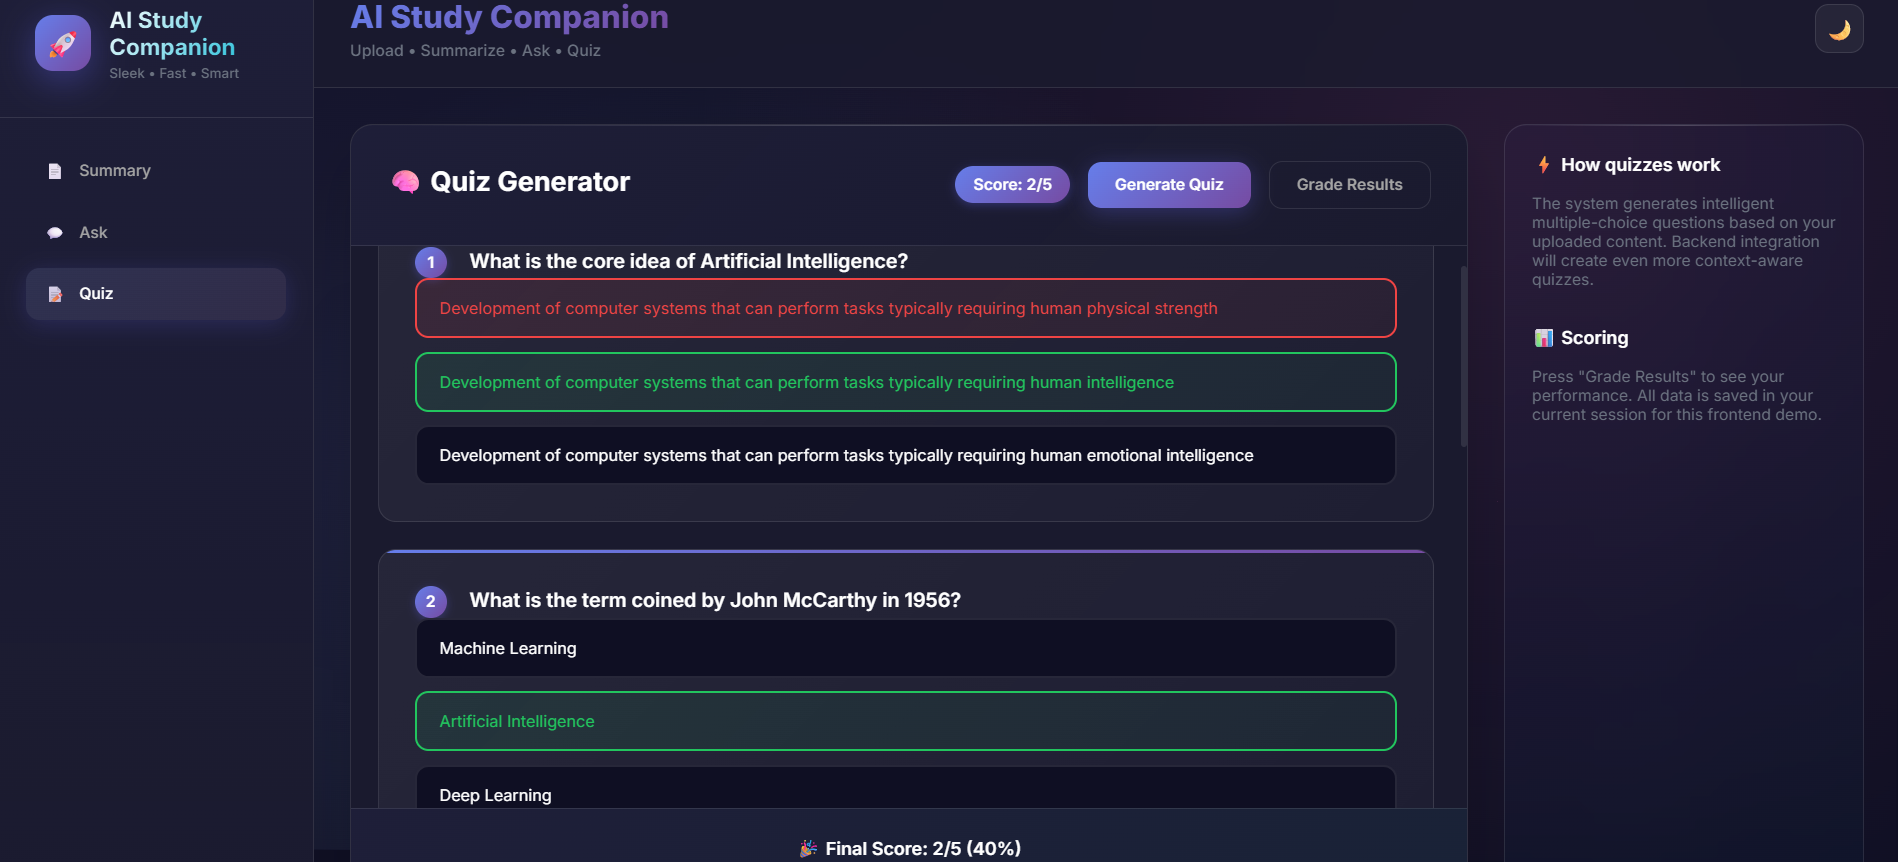 AI Study
Companion
Sleek • Fast • Smart
Summary
Ask
Quiz
AI Study Companion
Upload • Summarize • Ask • Quiz
Quiz Generator
Score: 2/5
Generate Quiz
Grade Results
1
What is the core idea of Artificial Intelligence?
Development of computer systems that can perform tasks typically requiring human physical strength
Development of computer systems that can perform tasks typically requiring human intelligence
Development of computer systems that can perform tasks typically requiring human emotional intelligence
2
What is the term coined by John McCarthy in 1956?
Machine Learning
Artificial Intelligence
Deep Learning
Final Score: 2/5 (40%)
How quizzes work
The system generates intelligent
multiple-choice questions based on your
uploaded content. Backend integration
will create even more context-aware
quizzes.
Scoring
Press "Grade Results" to see your
performance. All data is saved in your
current session for this frontend demo.